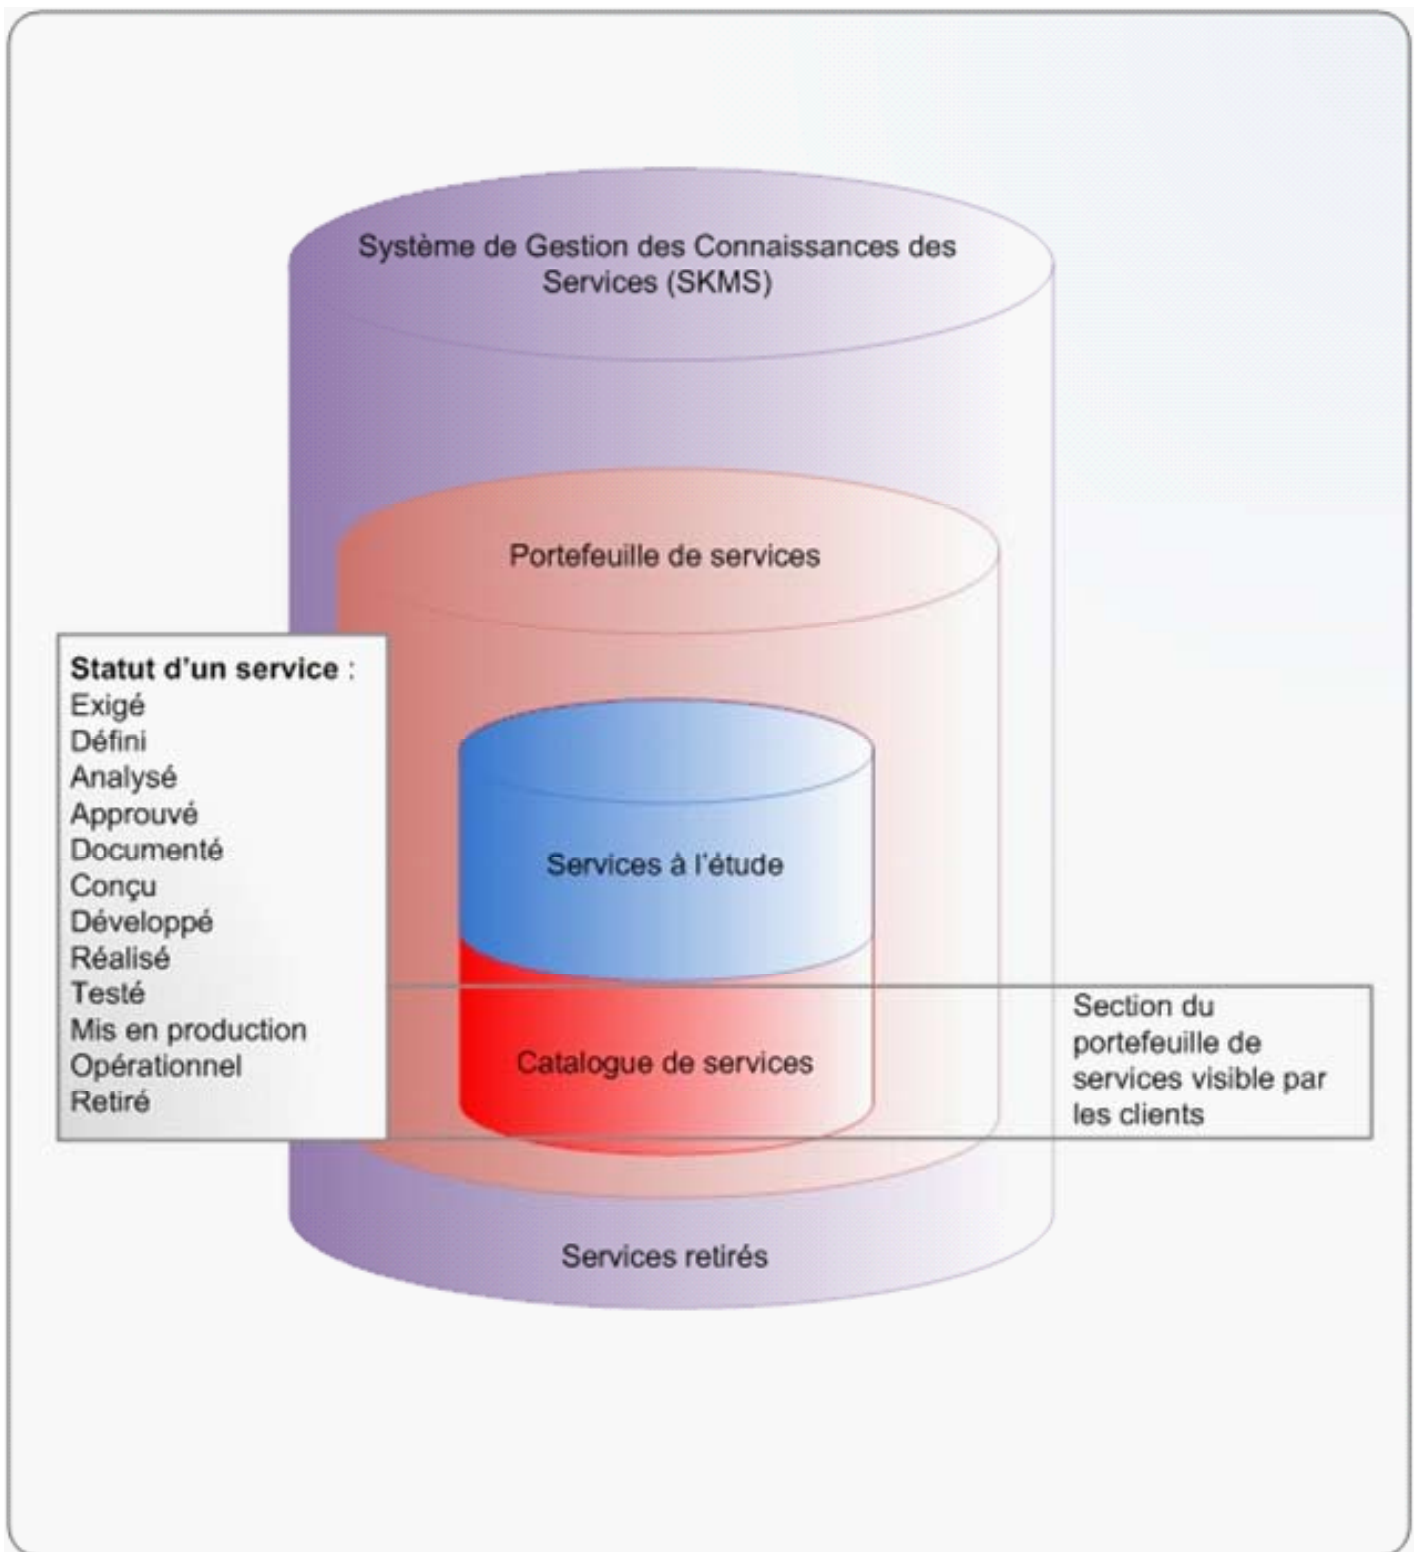 Système de Gestion des Connaissances des
Services (SKMS)
Portefeuille de services
Statut d'un service :
Exigé
Défini
Analysé
Approuvé
Documenté
Conçu
Développé
Réalisé
Testé
Mis en production
Opérationnel
Retiré
Services à l'étude
Catalogue de services
Section du
portefeuille de
services visible par
les clients
Services retirés